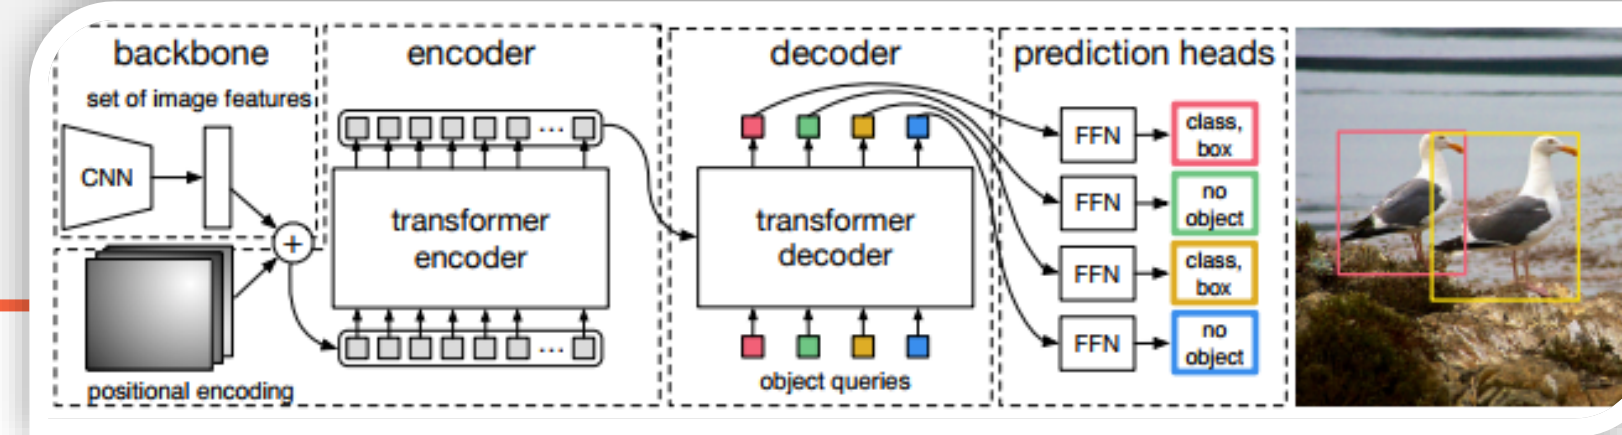 backbone
set of image features
CNN
+
positional encoding
encoder
...
transformer
encoder
...
decoder
transformer
decoder
object queries
prediction heads
FFN
class,
box
FFN
no
object
FFN
class,
box
FFN
no
object